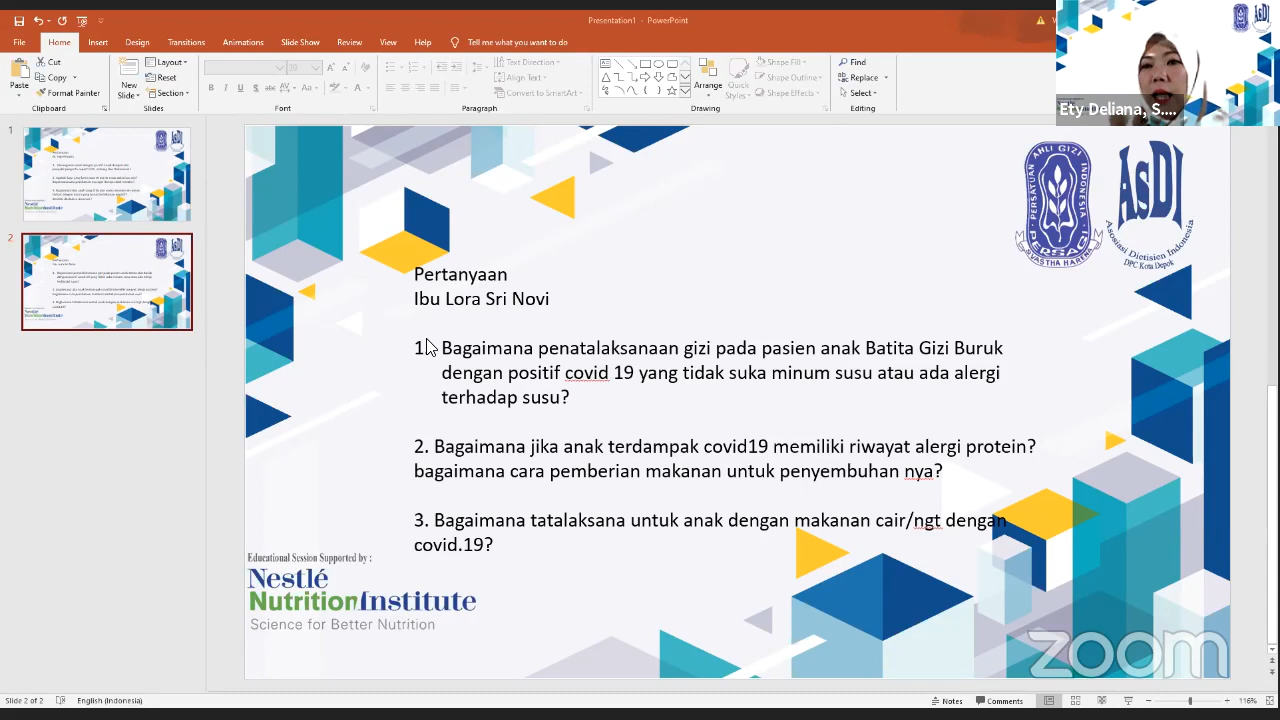 Presentation1 - PowerPoint
File Home Insert Design Transitions Animations Slide Show Review View Help Tell me what you want to do
Paste
Cut
Copy
Format Painter
Clipboard
New
Slide
Layout
Reset
Section
Slides
Font
Text Direction
Align Text
Convert to SmartArt
Paragraph
Arrange
Quick
Styles
Shape Fill
Shape Outline
Shape Effects
Drawing
Find
Replace
Select
Editing
Ety Deliana, S....
1
2
PERSATUAN AHLI GIZI INDONESIA
PERSAGI
SVASTHA HARENA
AsDI
Asosiasi Dietisien Indonesia
DPC Kota Depok
Pertanyaan
Ibu Lora Sri Novi
1. Bagaimana penatalaksanaan gizi pada pasien anak Batita Gizi Buruk
dengan positif covid 19 yang tidak suka minum susu atau ada alergi
terhadap susu?
2. Bagaimana jika anak terdampak covid19 memiliki riwayat alergi protein?
bagaimana cara pemberian makanan untuk penyembuhan nya?
3. Bagaimana tatalaksana untuk anak dengan makanan cair/ngt dengan
covid.19?
Educational Session Supported by :
Nestlé
NutritionInstitute
Science for Better Nutrition
zoom
Slide 2 of 2 English (Indonesia) Notes Comments 116%